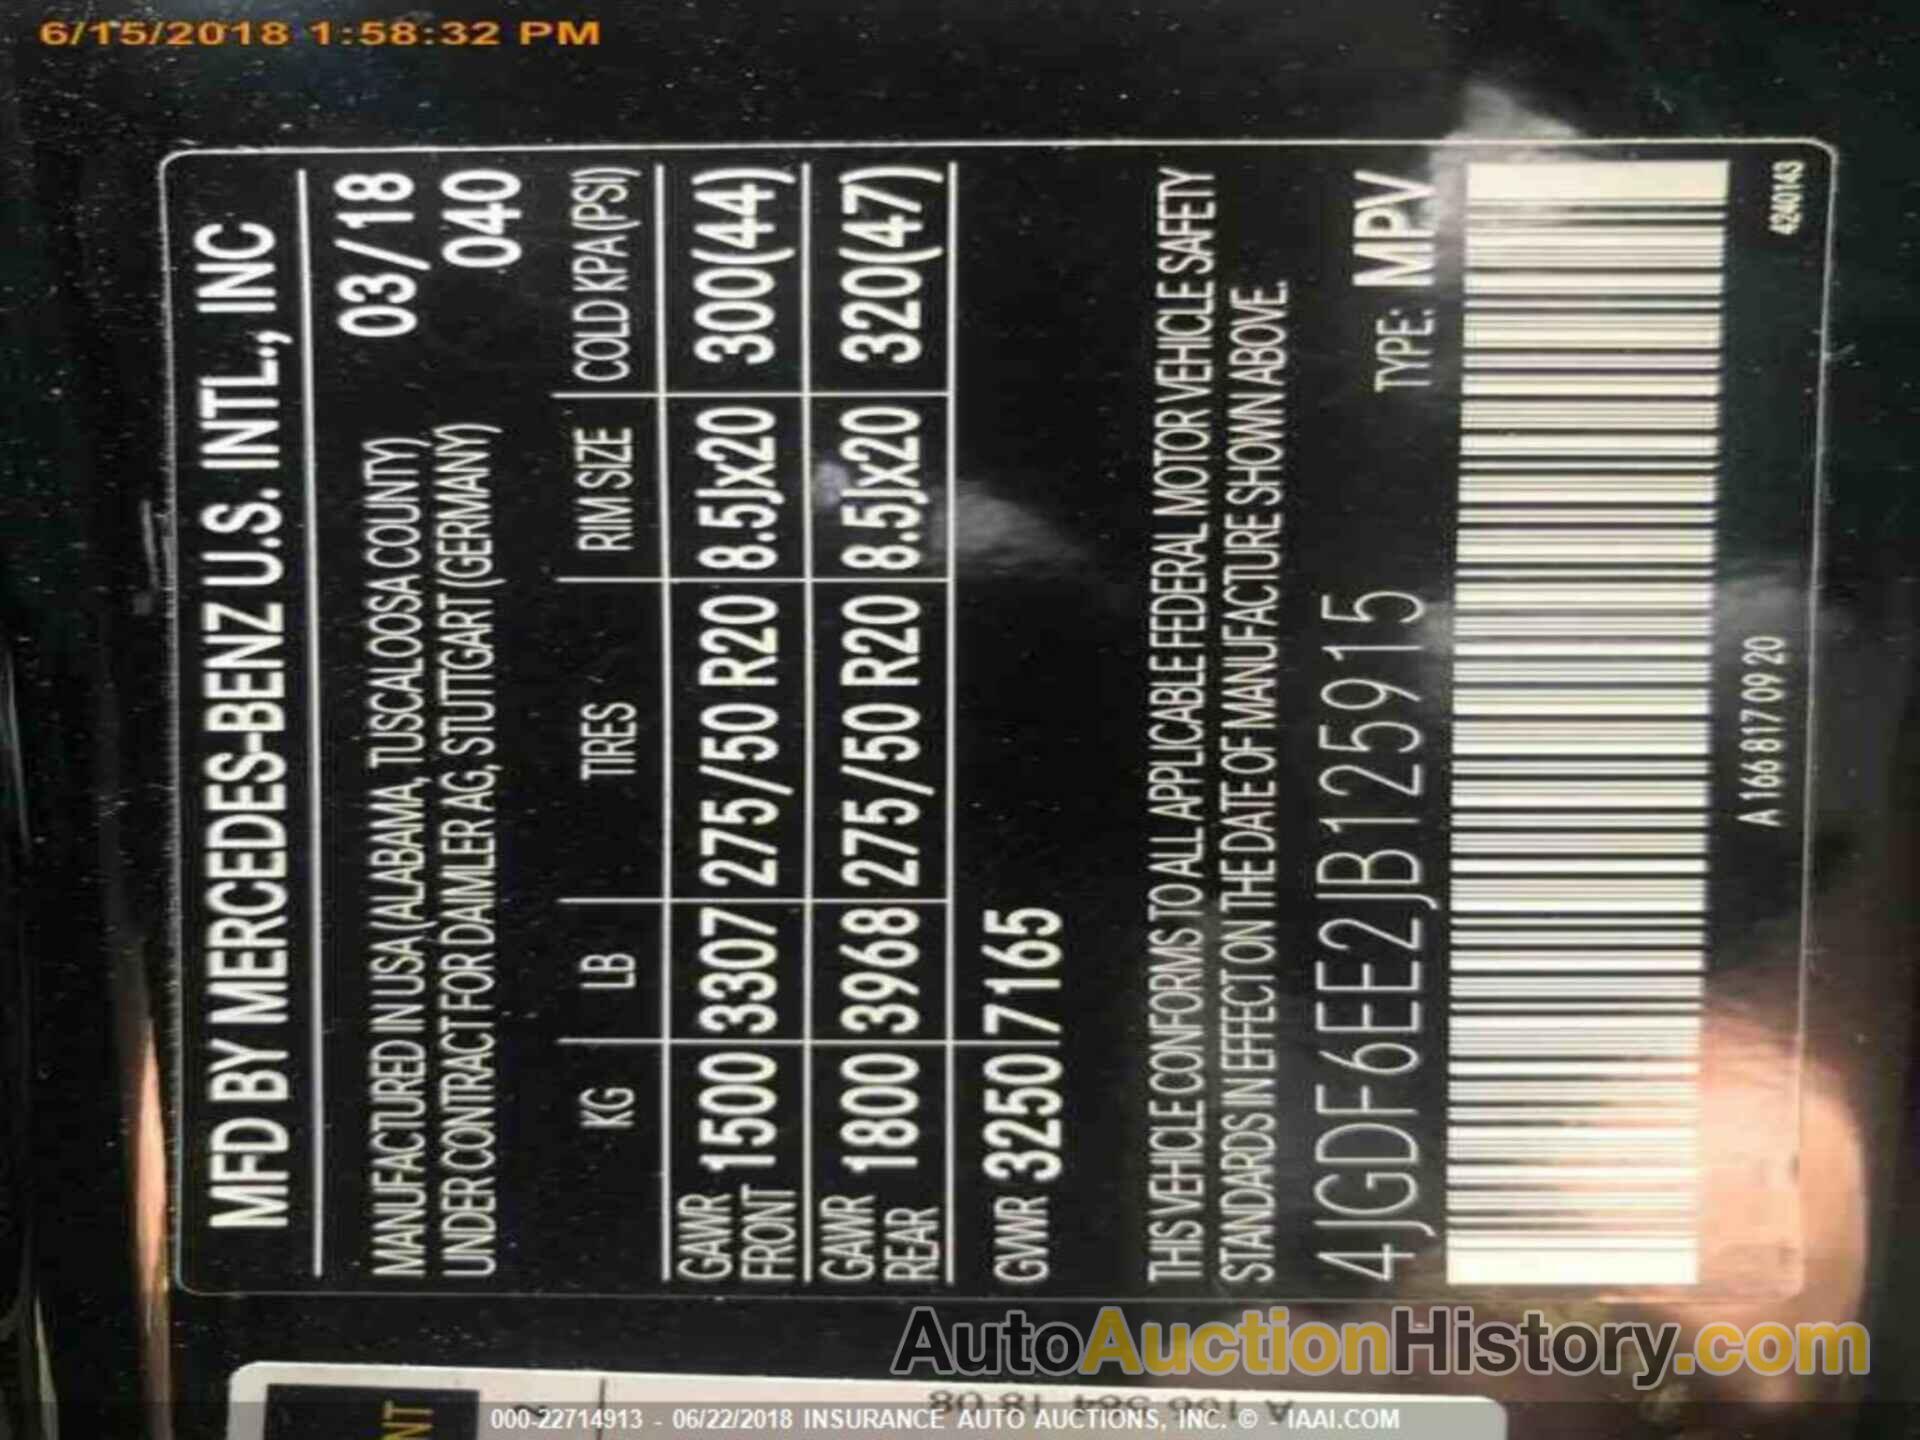 6/15/2018 1:58:32 PM
MFD BY MERCEDES-BENZ U.S. INTL., INC
MANUFACTURED IN USA (ALABAMA, TUSCALOOSA COUNTY) 03/18
UNDER CONTRACT FOR DAIMLER AG, STUTTGART (GERMANY) 040
KG LB TIRES RIM SIZE COLD KPA (PSI)
GAWR FRONT 1500 3307 275/50 R20 8.5Jx20 300(44)
GAWR REAR 1800 3968 275/50 R20 8.5Jx20 320(47)
GWWR 3250 7165
THIS VEHICLE CONFORMS TO ALL APPLICABLE FEDERAL MOTOR VEHICLE SAFETY
STANDARDS IN EFFECT ON THE DATE OF MANUFACTURE SHOWN ABOVE.
4JGDF6EE2JB125915 TYPE: MPV
A 166 817 09 20 4240143
AutoAuctionHistory.com
000-22714913 - 06/22/2018 INSURANCE AUTO AUCTIONS, INC. © - IAAI.COM